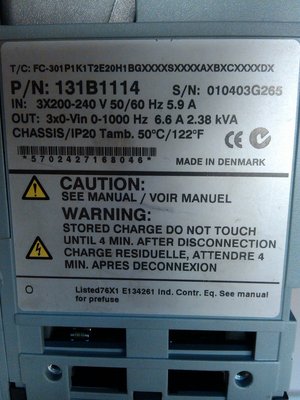 T/C: FC-301P1K1T2E20H1BGXXXXSXXXXAXBXCXXXXDX
P/N: 131B1114 S/N: 010403G265
IN: 3X200-240 V 50/60 Hz 5.9 A
OUT: 3x0-Vin 0-1000 Hz 6.6 A 2.38 kVA
CHASSIS/IP20 Tamb. 50°C/122°F
*5702427168046* MADE IN DENMARK
CAUTION:
SEE MANUAL / VOIR MANUEL
WARNING:
STORED CHARGE DO NOT TOUCH
UNTIL 4 MIN. AFTER DISCONNECTION
CHARGE RESIDUELLE, ATTENDRE 4
MIN. APRES DECONNEXION
Listed76X1 E134261 Ind. Contr. Eq. See manual
for prefuse